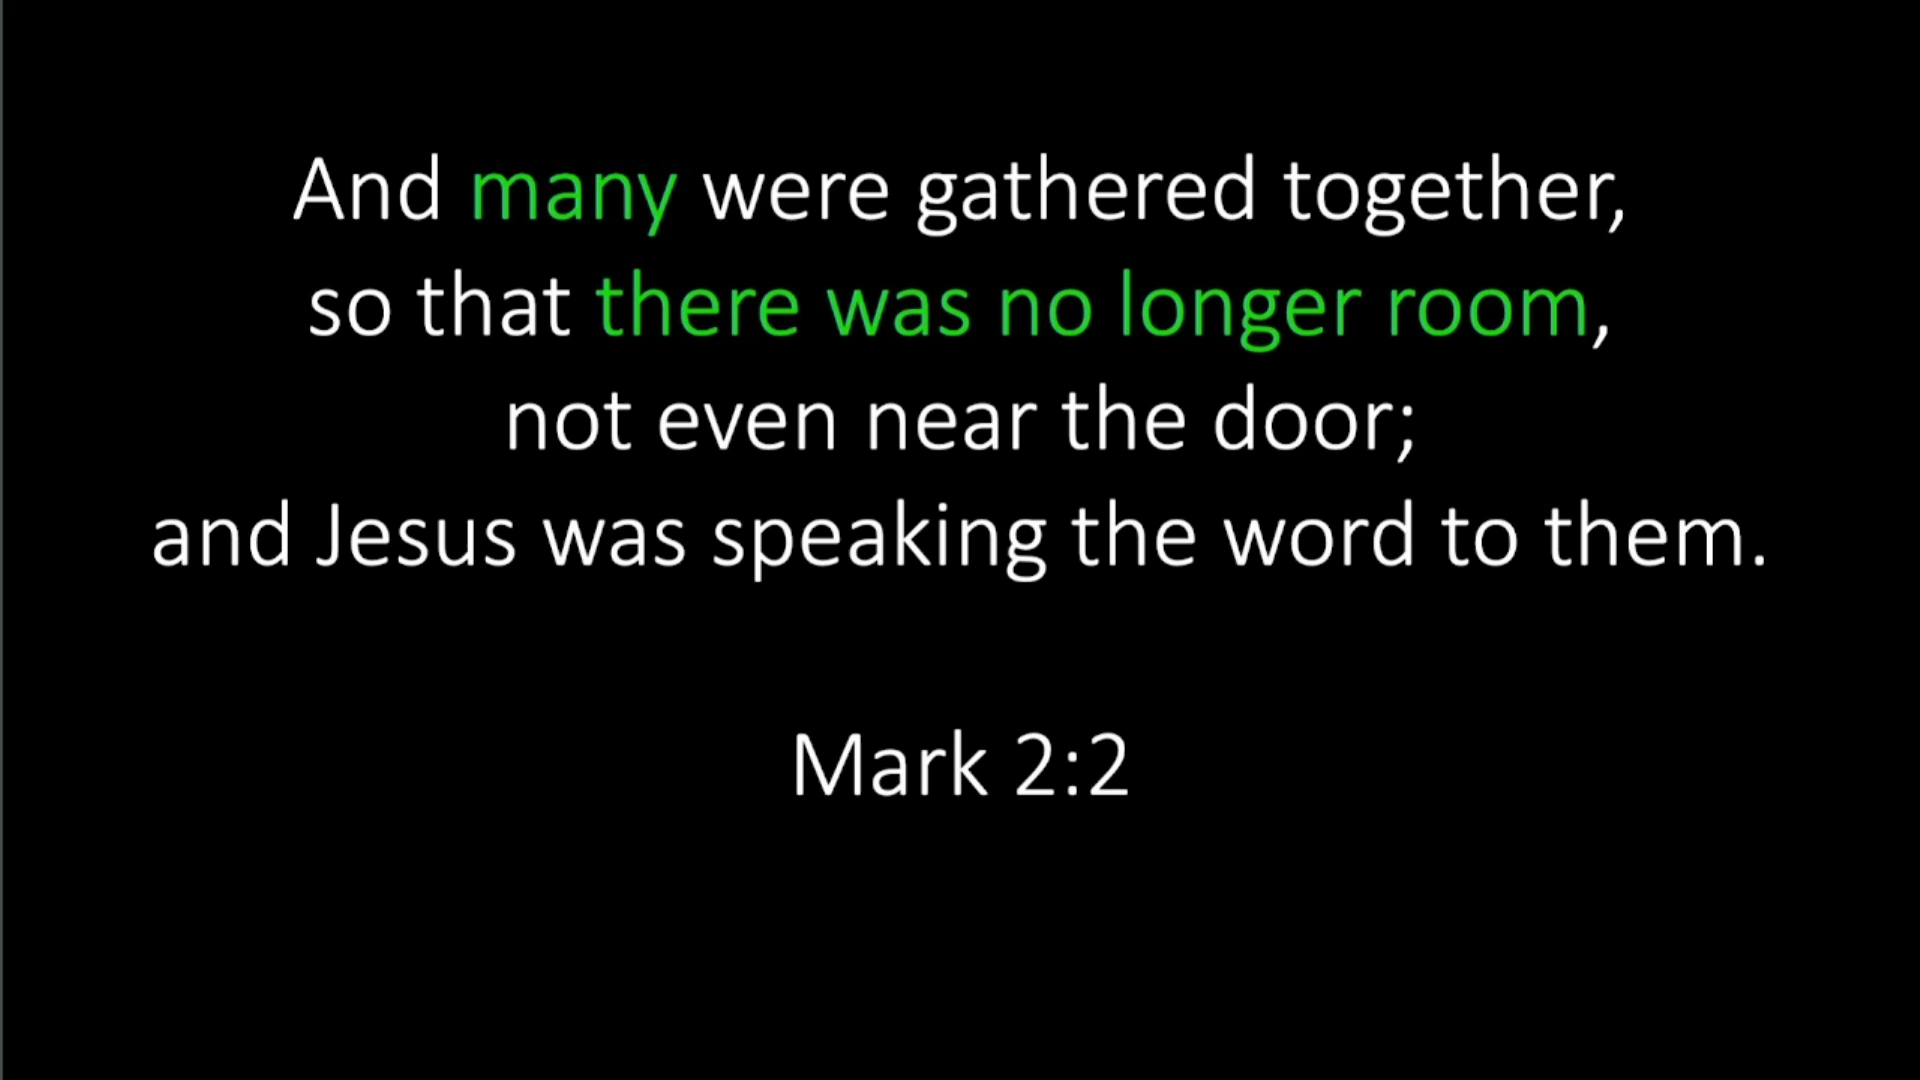 And many were gathered together,
so that there was no longer room,
not even near the door;
and Jesus was speaking the word to them.
Mark 2:2